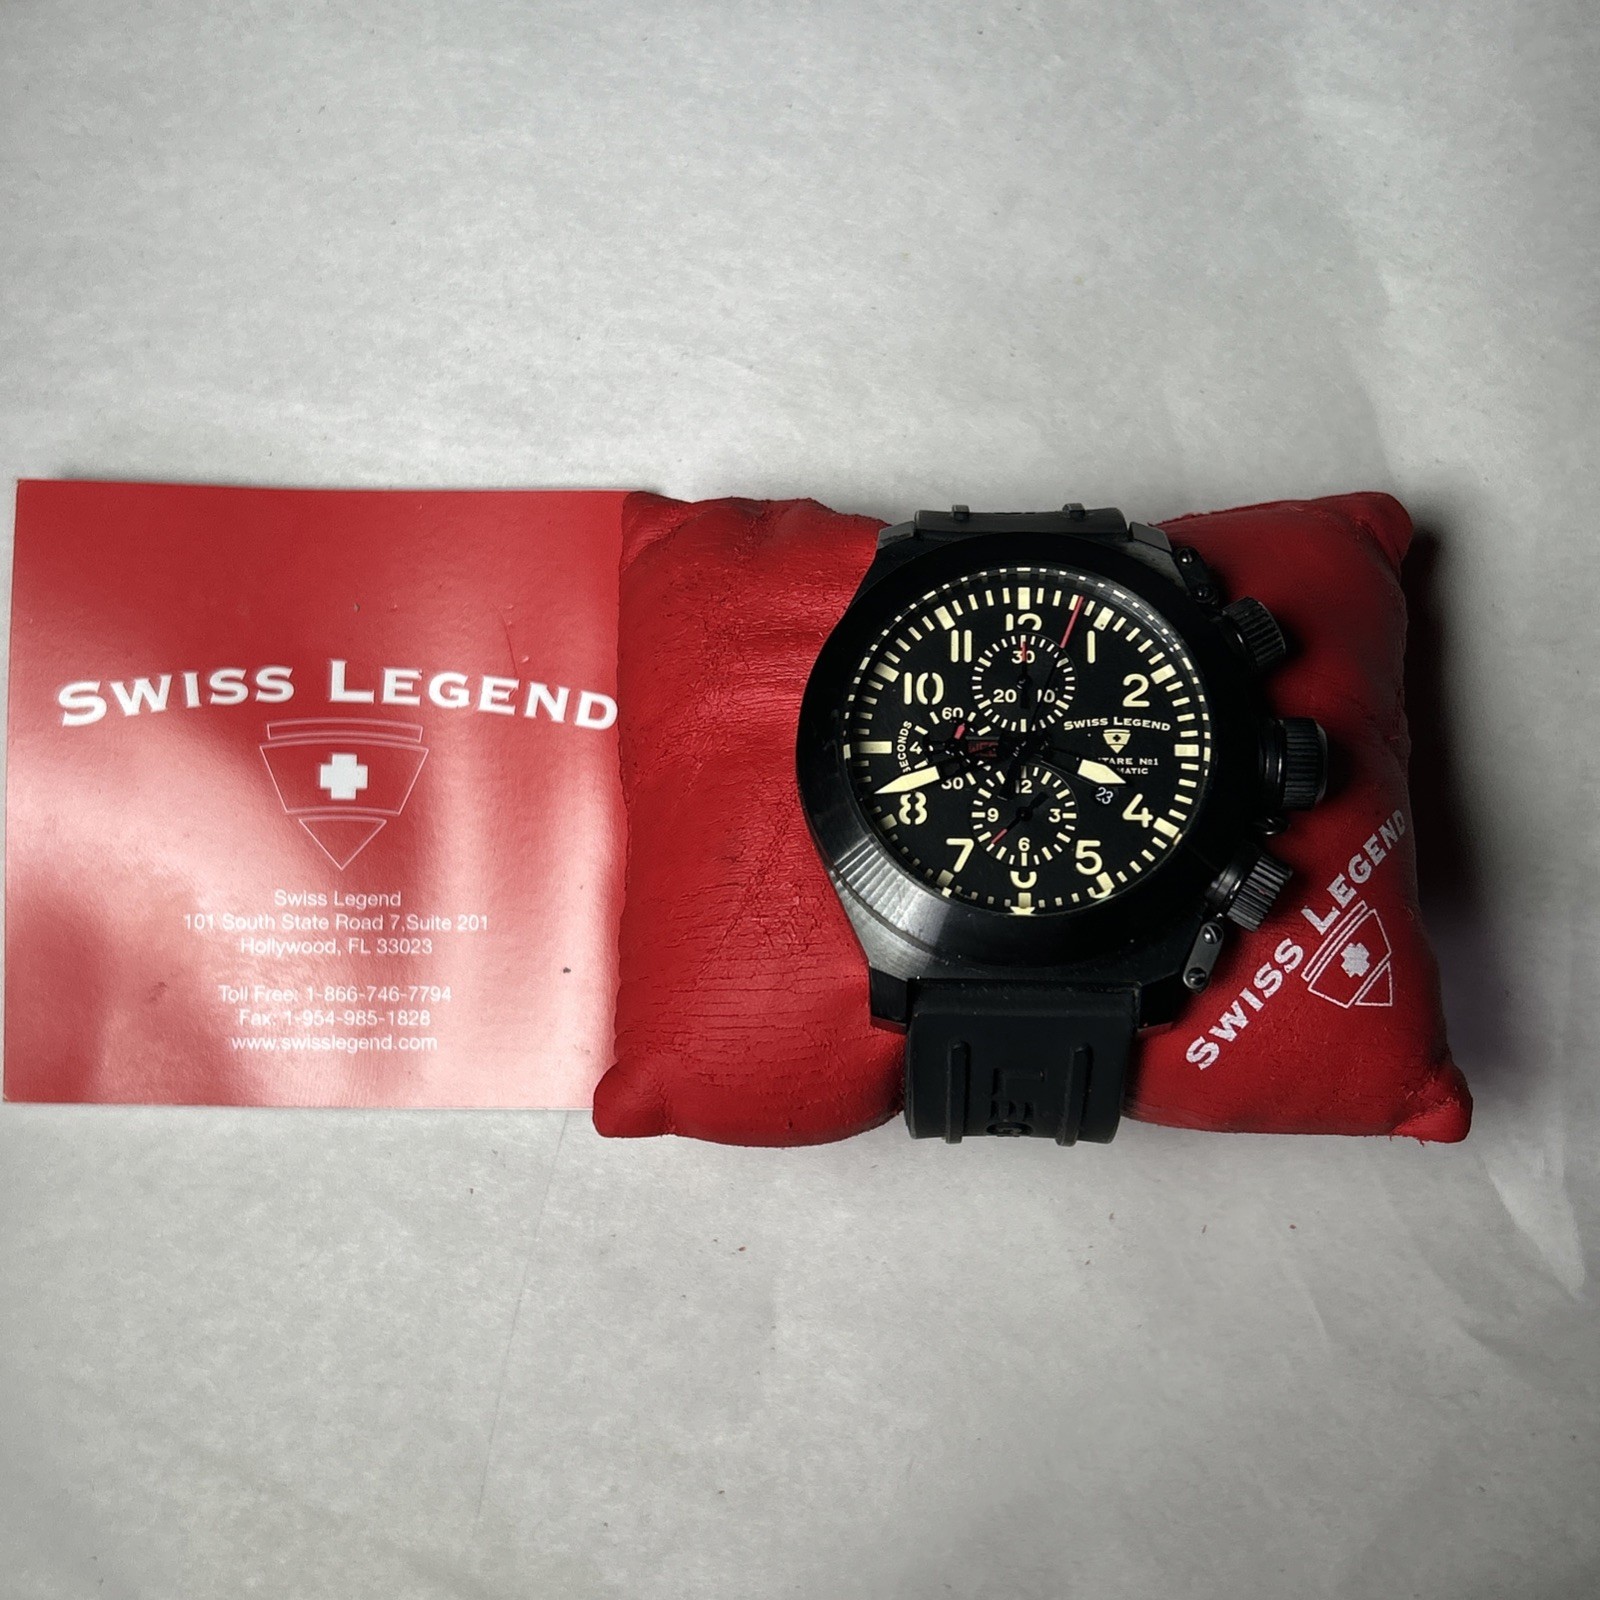 SWISS LEGEND
Swiss Legend
101 South State Road 7,Suite 201
Hollywood, FL 33023
Toll Free: 1-866-746-7794
Fax: 1-954-985-1828
www.swisslegend.com
12
11
1
30
10
2
20
10
60
SWISS LEGEND
SECONDS
Nº1
30
12
23
8
4
9
3
7
6
5
SWISS LEGEND